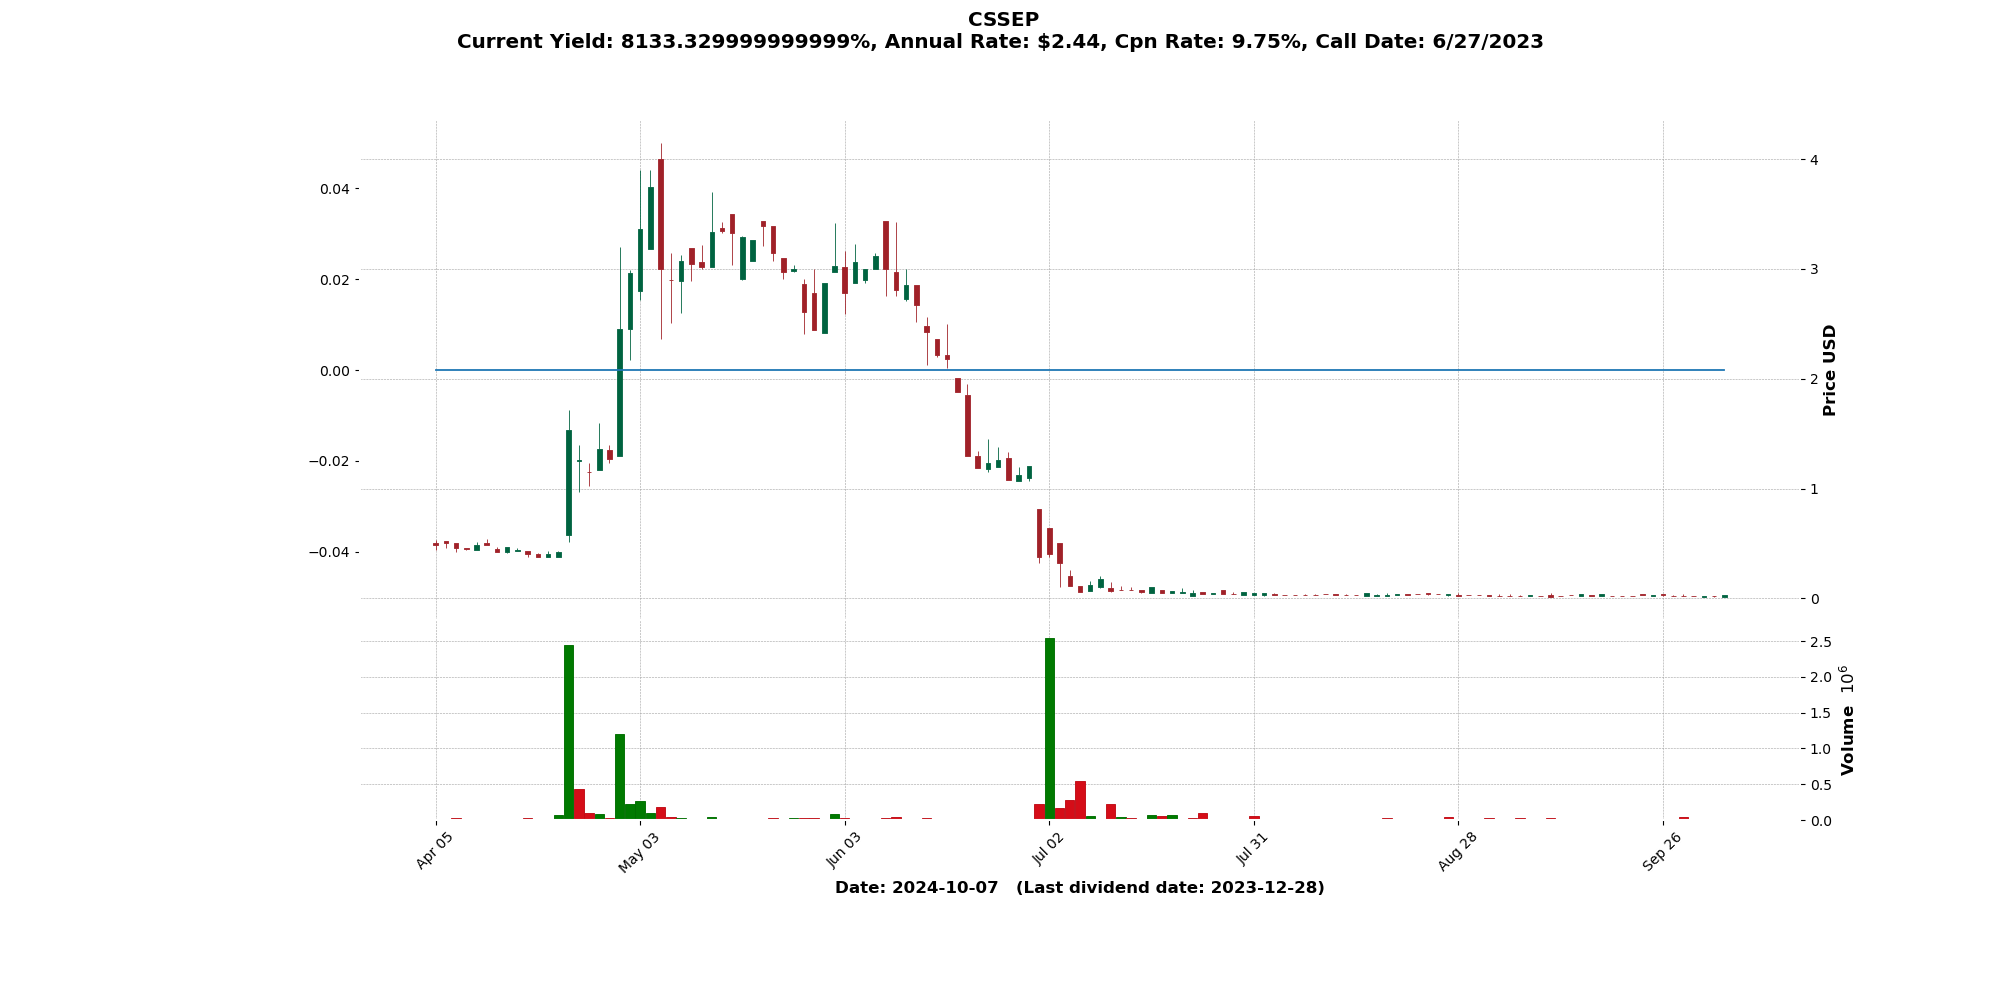 CSSEP
Current Yield: 8133.329999999999%, Annual Rate: $2.44, Cpn Rate: 9.75%, Call Date: 6/27/2023
0.04
0.02
0.00
−0.02
−0.04
4
3
2
1
0
Price USD
2.5
2.0
1.5
1.0
0.5
0.0
Volume 10^6
Apr 05
May 03
Jun 03
Jul 02
Jul 31
Aug 28
Sep 26
Date: 2024-10-07 (Last dividend date: 2023-12-28)